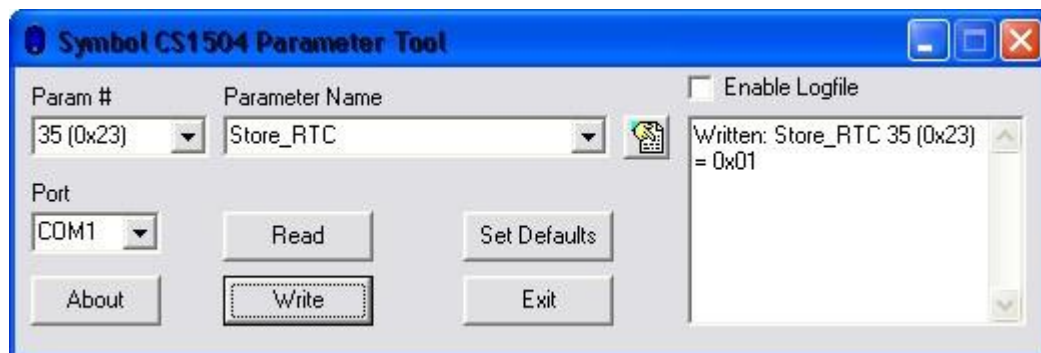 Symbol CS1504 Parameter Tool
Param #
Parameter Name
Enable Logfile
35 (0x23)
Store_RTC
Written: Store_RTC 35 (0x23)
= 0x01
Port
COM1
Read
Set Defaults
About
Write
Exit